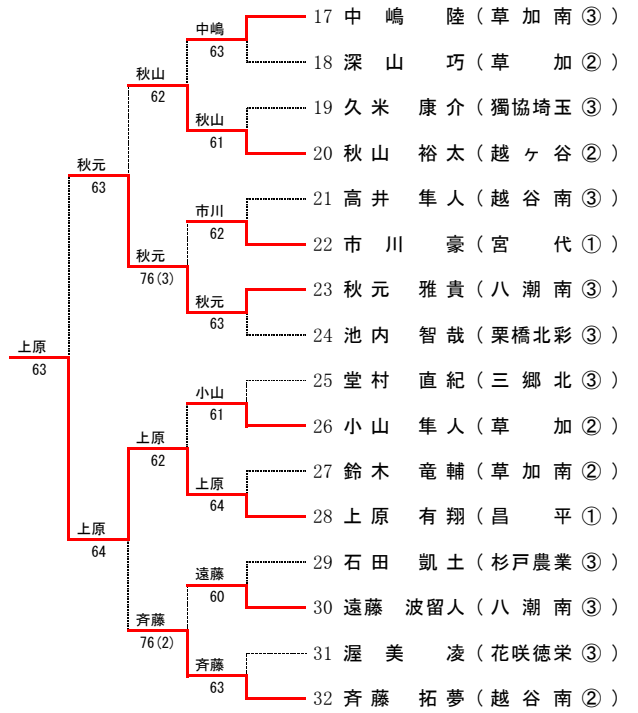 17 中嶋 陸 (草加南③)
中嶋
63
18 深山 巧 (草加②)
秋山
62
19 久米 康介 (獨協埼玉③)
秋山
61
20 秋山 裕太 (越ヶ谷②)
秋元
63
21 高井 隼人 (越谷南③)
市川
62
22 市川 豪 (宮代①)
秋元
76(3)
23 秋元 雅貴 (八潮南③)
秋元
63
24 池内 智哉 (栗橋北彩③)
上原
63
25 堂村 直紀 (三郷北③)
小山
61
26 小山 隼人 (草加②)
上原
62
27 鈴木 竜輔 (草加南②)
上原
64
28 上原 有翔 (昌平①)
上原
64
29 石田 凱土 (杉戸農業③)
遠藤
60
30 遠藤 波留人 (八潮南③)
斉藤
76(2)
31 渥美 凌 (花咲徳栄③)
斉藤
63
32 斉藤 拓夢 (越谷南②)